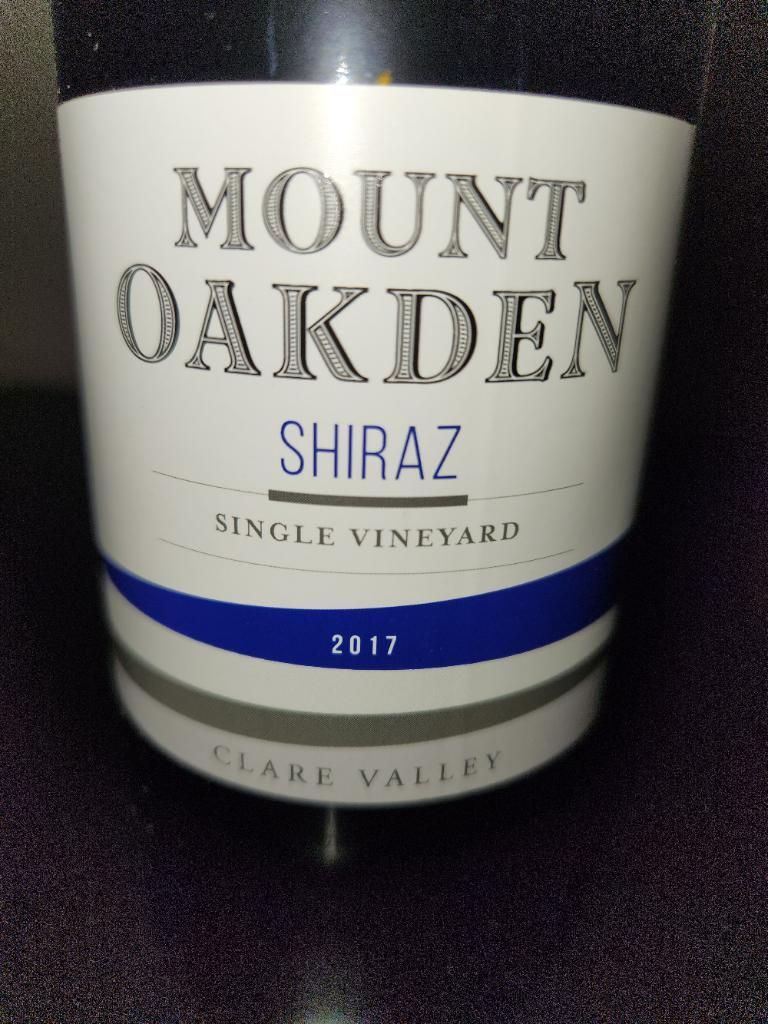 MOUNT
OAKDEN
SHIRAZ
SINGLE VINEYARD
2017
CLARE VALLEY